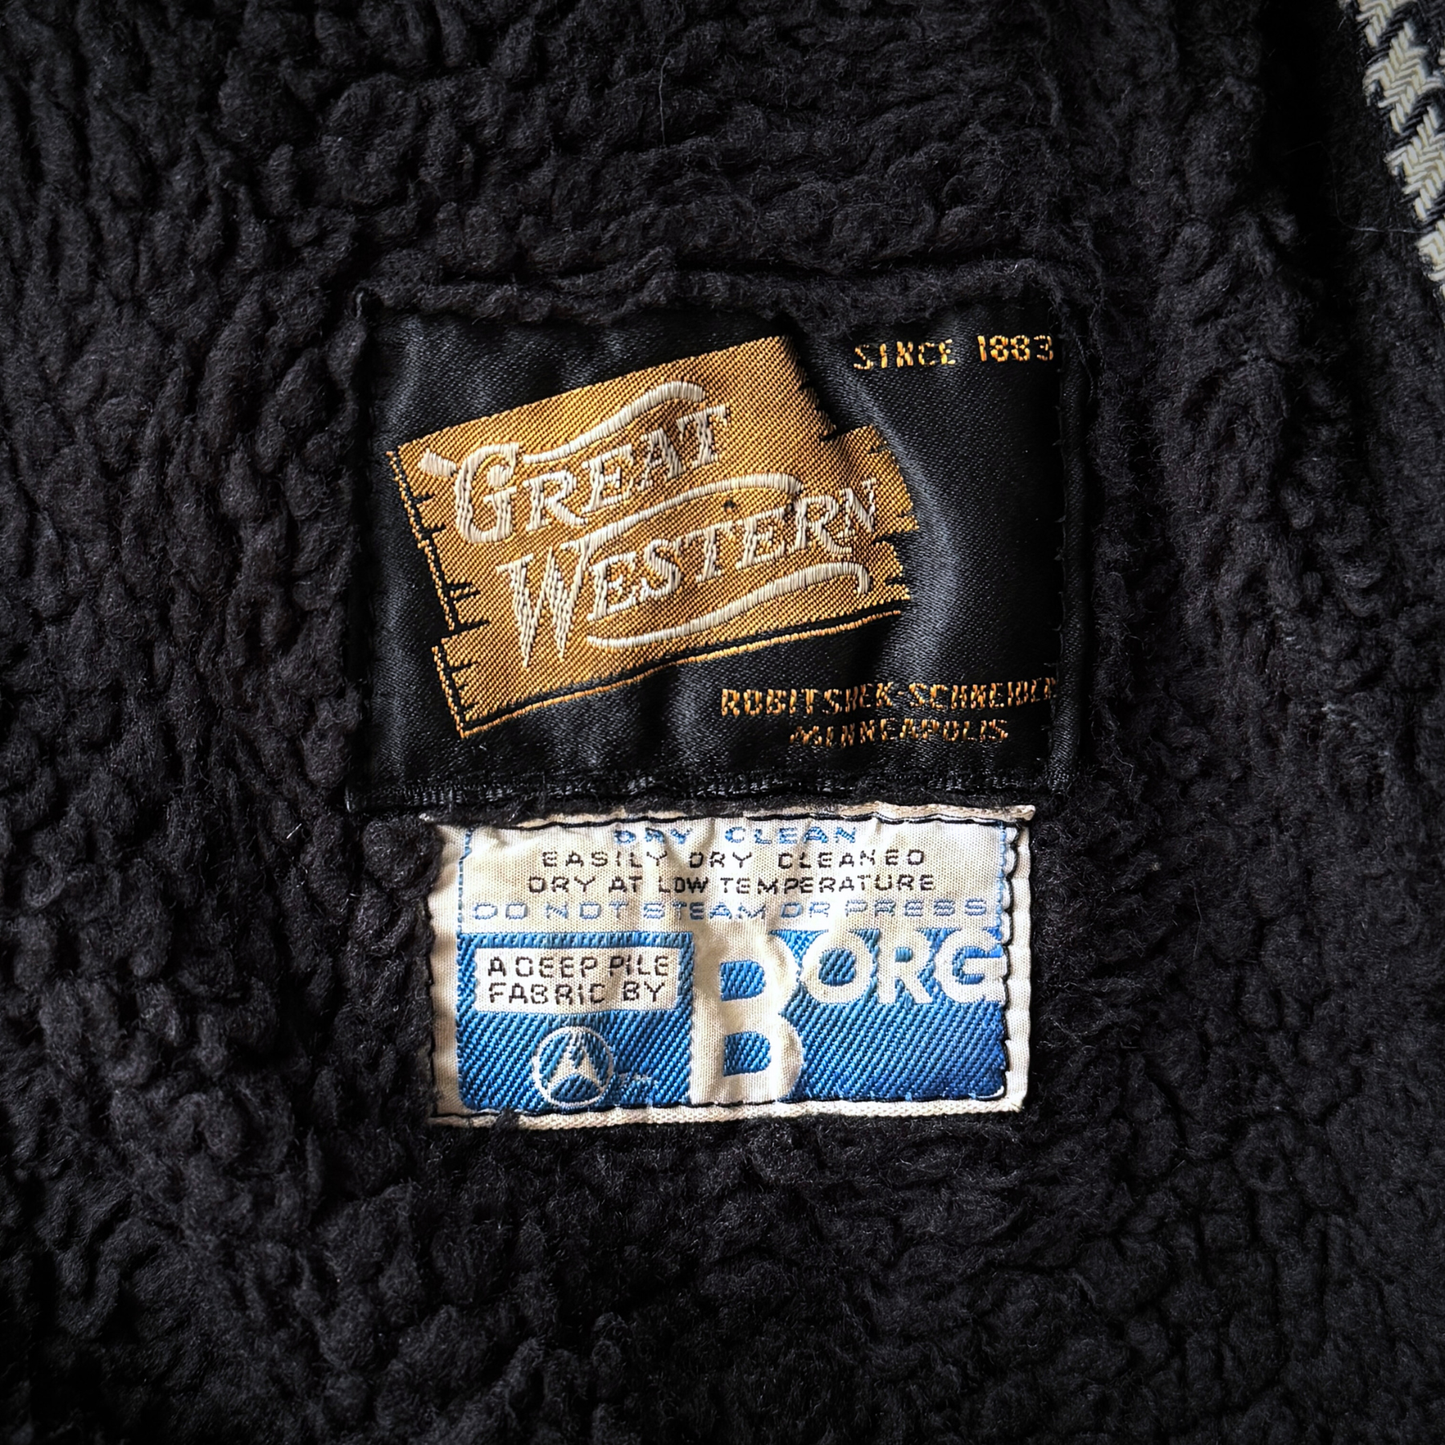 SINCE 1883
GREAT
WESTERN
ROBITSHEK-SCHNEIDER
MINNEAPOLIS
DRY CLEAN
EASILY DRY CLEANED
DRY AT LOW TEMPERATURE
DO NOT STEAM OR PRESS
A DEEP PILE
FABRIC BY
BORG